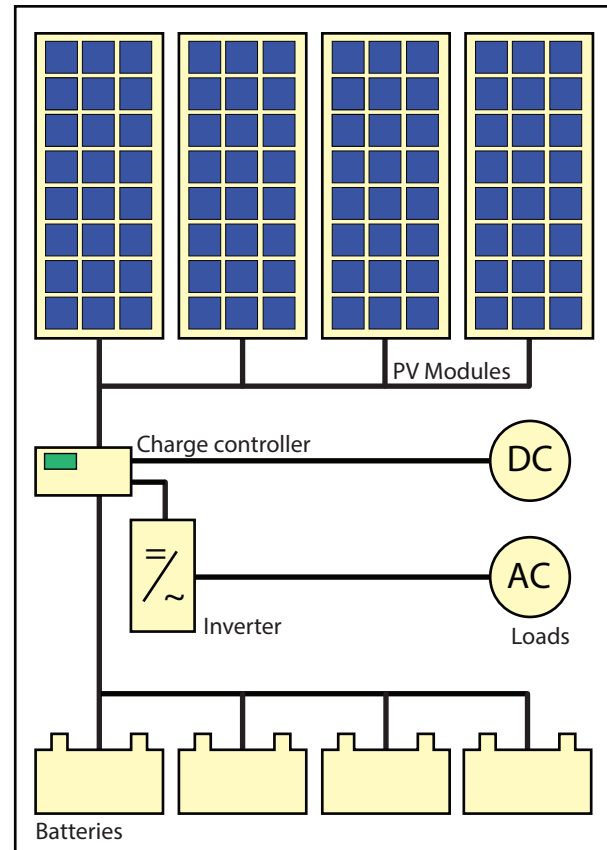 PV Modules
Charge controller
DC
=
~
AC
Inverter
Loads
Batteries